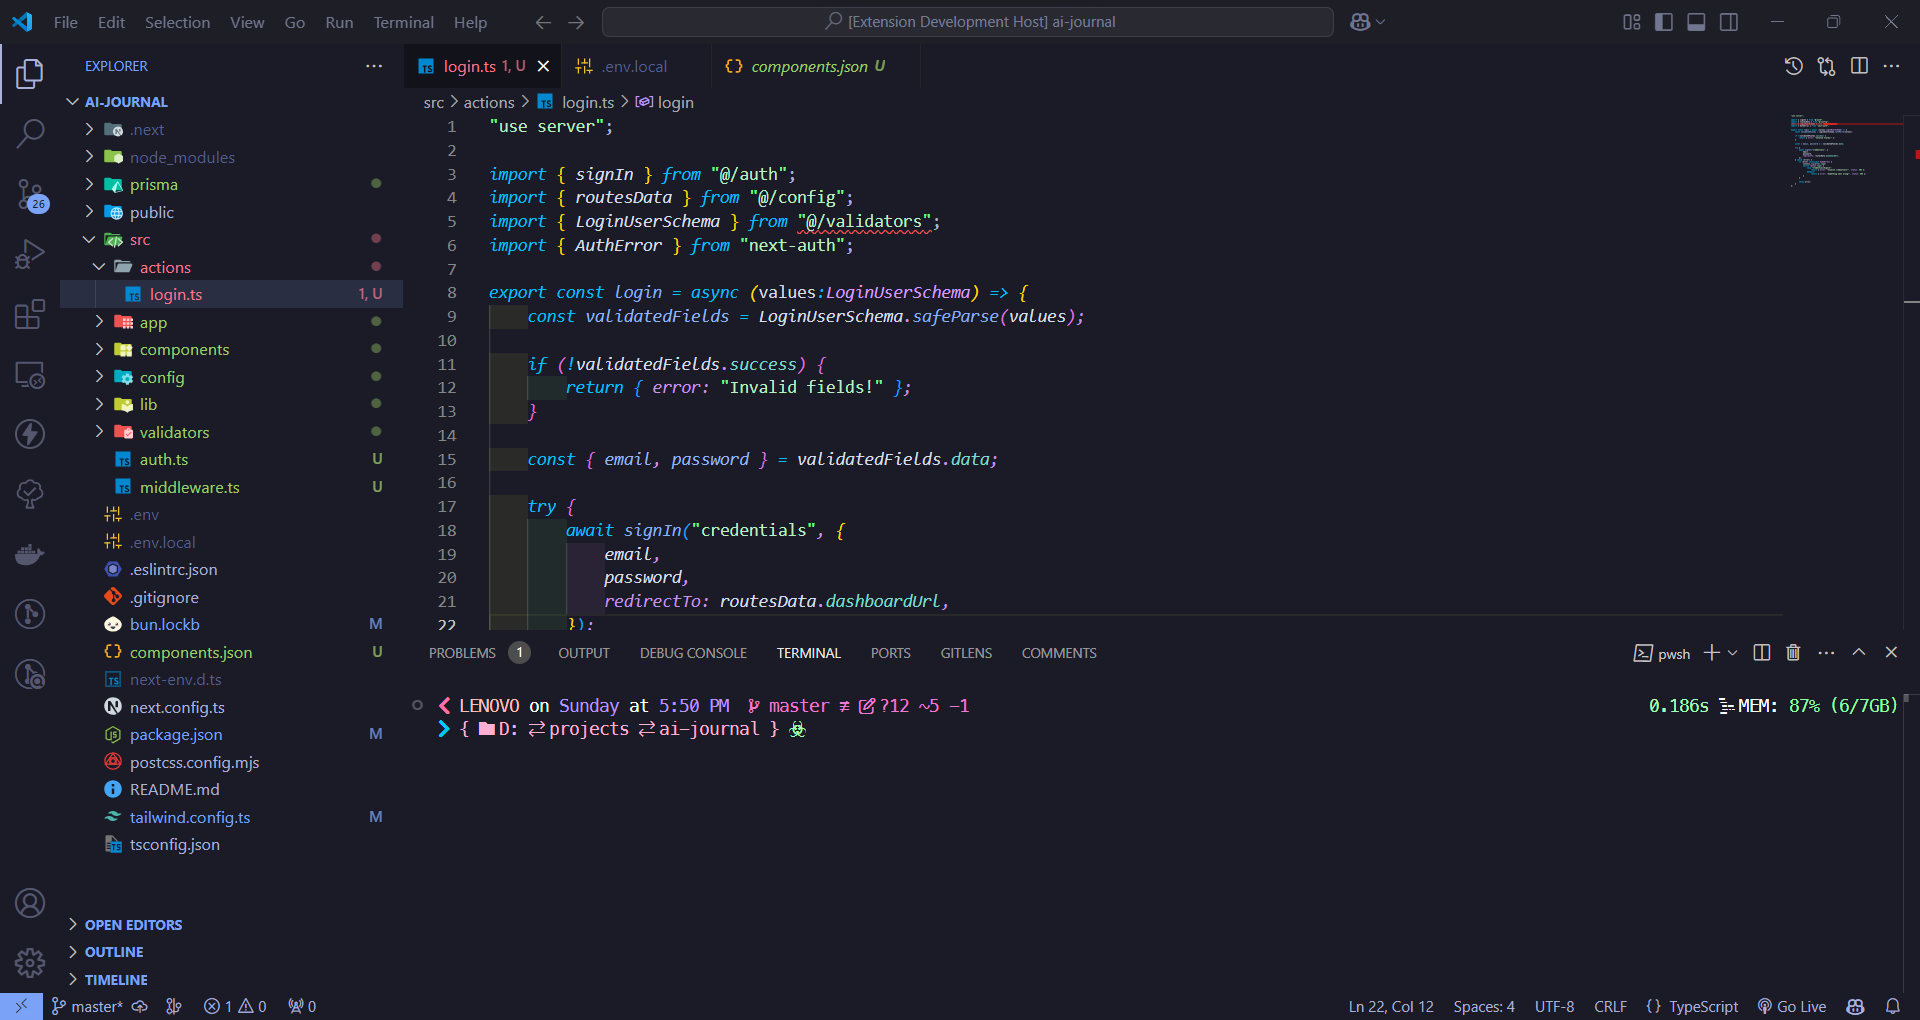 File Edit Selection View Go Run Terminal Help
[Extension Development Host] ai-journal
EXPLORER
AI-JOURNAL
.next
node_modules
prisma
public
src
actions
login.ts 1, U
app
components
config
lib
validators
auth.ts U
middleware.ts U
.env
.env.local
.eslintrc.json
.gitignore
bun.lockb M
components.json U
next-env.d.ts
next.config.ts
package.json M
postcss.config.mjs
README.md
tailwind.config.ts M
tsconfig.json
OPEN EDITORS
OUTLINE
TIMELINE
26
login.ts 1, U .env.local components.json U
src > actions > login.ts > login
1 "use server";
2
3 import { signIn } from "@/auth";
4 import { routesData } from "@/config";
5 import { LoginUserSchema } from "@/validators";
6 import { AuthError } from "next-auth";
7
8 export const login = async (values:LoginUserSchema) => {
9 const validatedFields = LoginUserSchema.safeParse(values);
10
11 if (!validatedFields.success) {
12 return { error: "Invalid fields!" };
13 }
14
15 const { email, password } = validatedFields.data;
16
17 try {
18 await signIn("credentials", {
19 email,
20 password,
21 redirectTo: routesData.dashboardUrl,
22 });
PROBLEMS 1 OUTPUT DEBUG CONSOLE TERMINAL PORTS GITLENS COMMENTS
pwsh
LENOVO on Sunday at 5:50 PM master ≢ ?12 ~5 -1
0.186s MEM: 87% (6/7GB)
{ D: ⇄ projects ⇄ ai-journal }
master* 1 0 0
Ln 22, Col 12 Spaces: 4 UTF-8 CRLF {} TypeScript Go Live